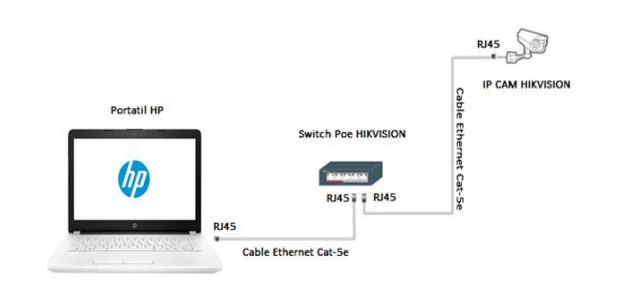 RJ45
IP CAM HIKVISION
Cable Ethernet Cat-5e
Portatil HP
Switch Poe HIKVISION
hp
RJ45
RJ45
RJ45
Cable Ethernet Cat-5e